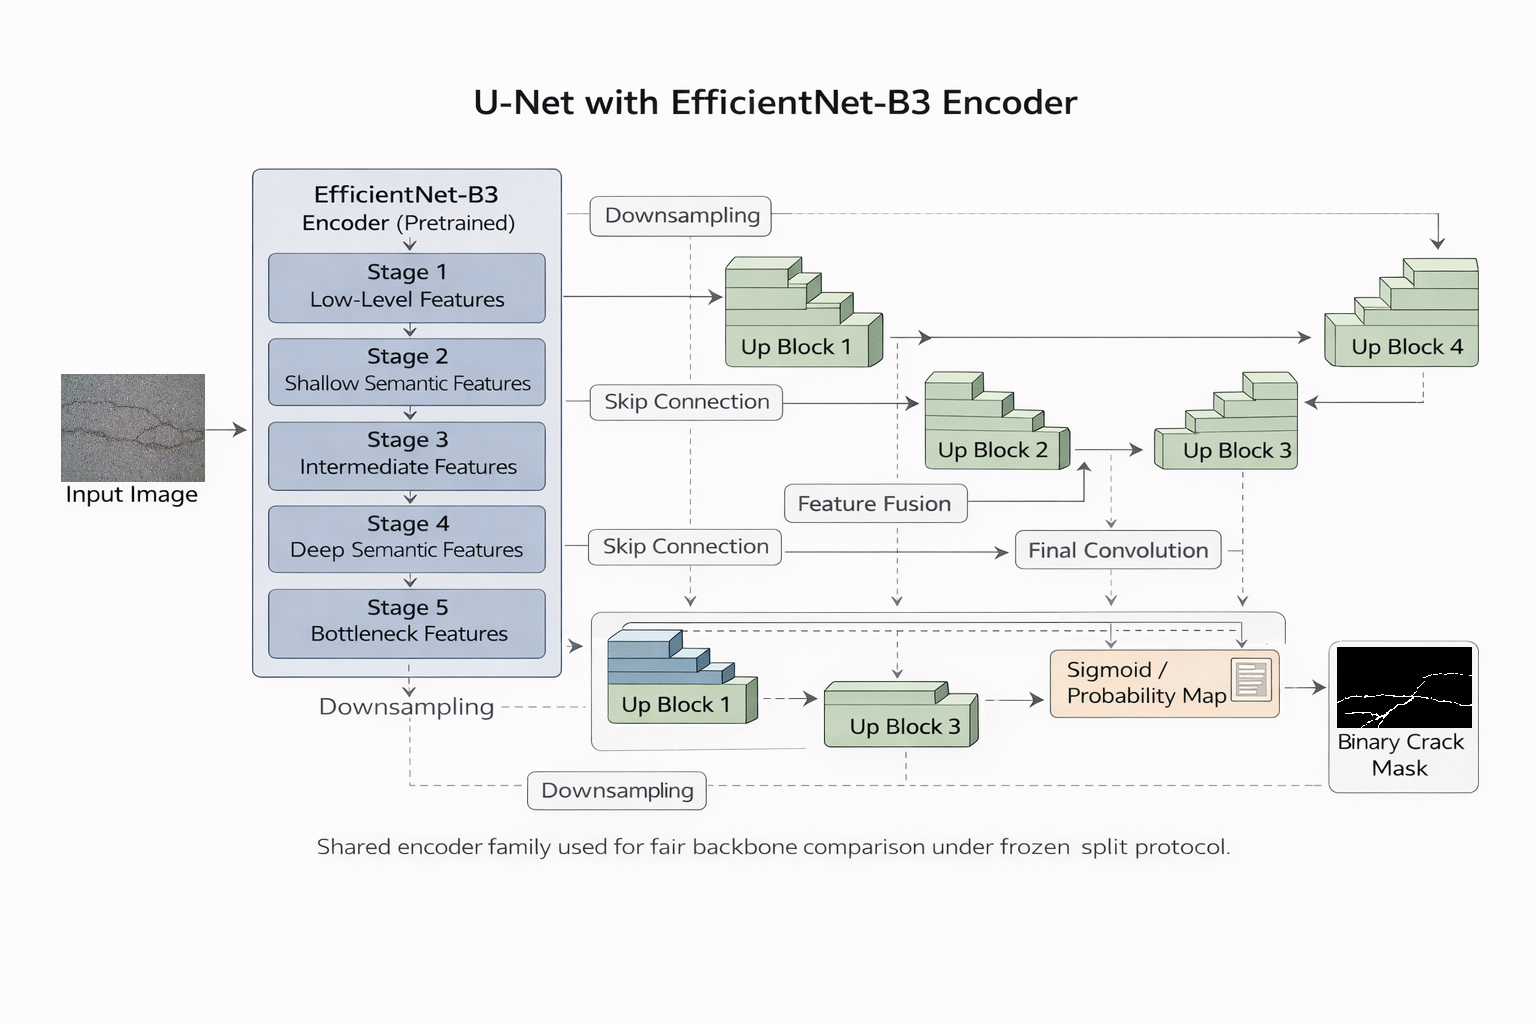 U-Net with EfficientNet-B3 Encoder
EfficientNet-B3
Encoder (Pretrained)
Stage 1
Low-Level Features
Stage 2
Shallow Semantic Features
Stage 3
Intermediate Features
Stage 4
Deep Semantic Features
Stage 5
Bottleneck Features
Input Image
Downsampling
Up Block 1
Up Block 4
Skip Connection
Up Block 2
Up Block 3
Feature Fusion
Skip Connection
Final Convolution
Up Block 1
Up Block 3
Sigmoid /
Probability Map
Binary Crack
Mask
Downsampling
Downsampling
Shared encoder family used for fair backbone comparison under frozen split protocol.